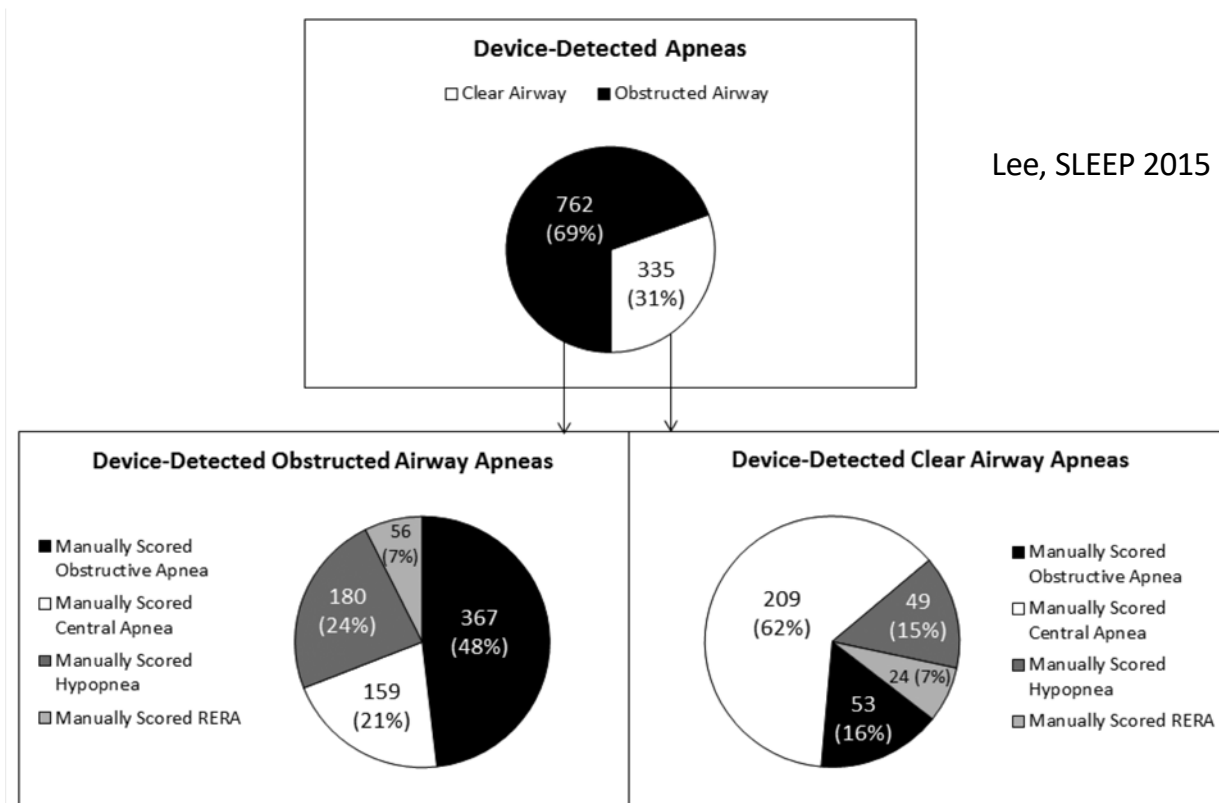 Device-Detected Apneas
Clear Airway
Obstructed Airway
Lee, SLEEP 2015
762
(69%)
335
(31%)
Device-Detected Obstructed Airway Apneas
Manually Scored
Obstructive Apnea
Manually Scored
Central Apnea
Manually Scored
Hypopnea
Manually Scored RERA
56
(7%)
180
(24%)
367
(48%)
159
(21%)
Device-Detected Clear Airway Apneas
209
(62%)
49
(15%)
24 (7%)
53
(16%)
Manually Scored
Obstructive Apnea
Manually Scored
Central Apnea
Manually Scored
Hypopnea
Manually Scored RERA